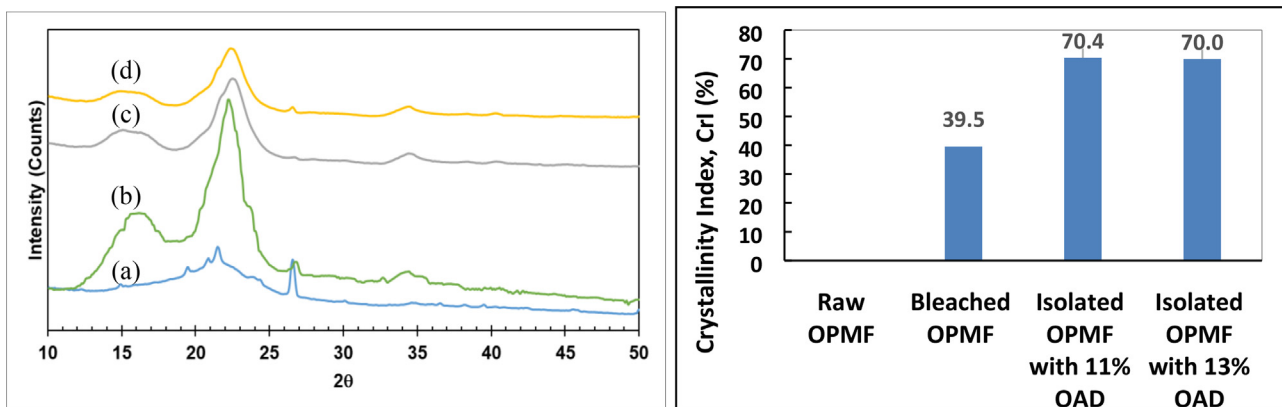 Intensity (Counts)
(d)
(c)
(b)
(a)
10 15 20 25 30 35 40 45 50
2θ
Crystallinity Index, CrI (%)
80
70
60
50
40
30
20
10
0
39.5
70.4
70.0
Raw
OPMF
Bleached
OPMF
Isolated
OPMF
with 11%
OAD
Isolated
OPMF
with 13%
OAD